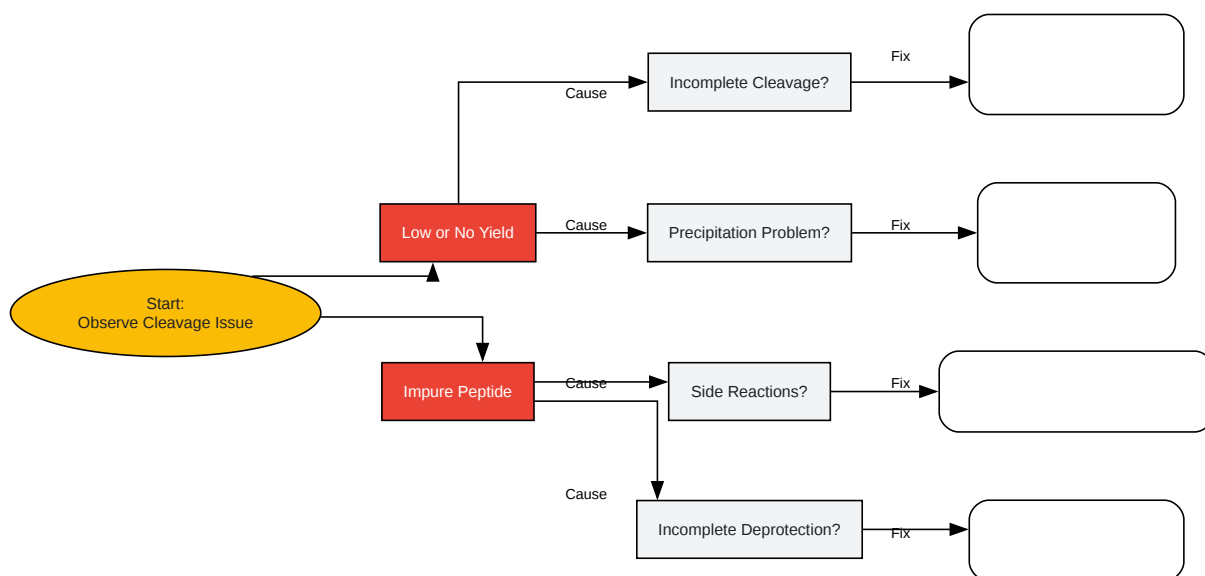 Start:
Observe Cleavage Issue
Low or No Yield
Cause
Incomplete Cleavage?
Fix
Cause
Precipitation Problem?
Fix
Impure Peptide
Cause
Side Reactions?
Fix
Cause
Incomplete Deprotection?
Fix